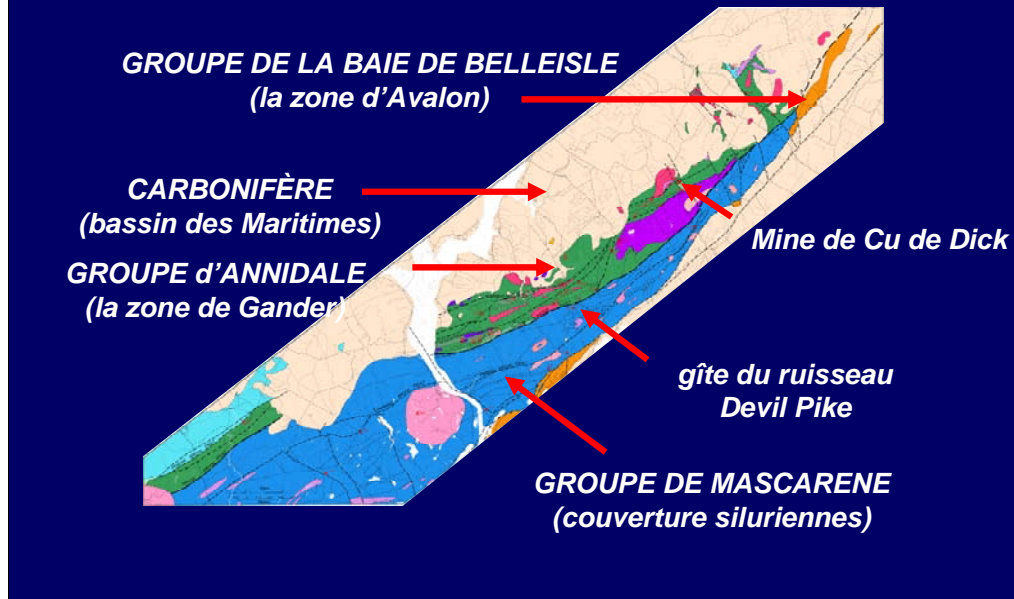 GROUPE DE LA BAIE DE BELLEISLE
(la zone d'Avalon)
CARBONIFÈRE
(bassin des Maritimes)
Mine de Cu de Dick
GROUPE d'ANNIDALE
(la zone de Gander)
gîte du ruisseau
Devil Pike
GROUPE DE MASCARENE
(couverture siluriennes)